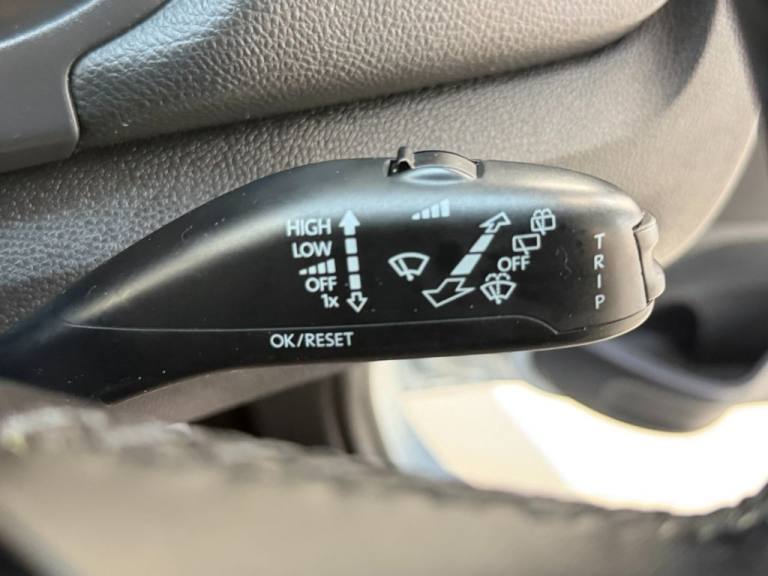 HIGH
LOW
OFF
1x
OFF
TRIP
OK/RESET